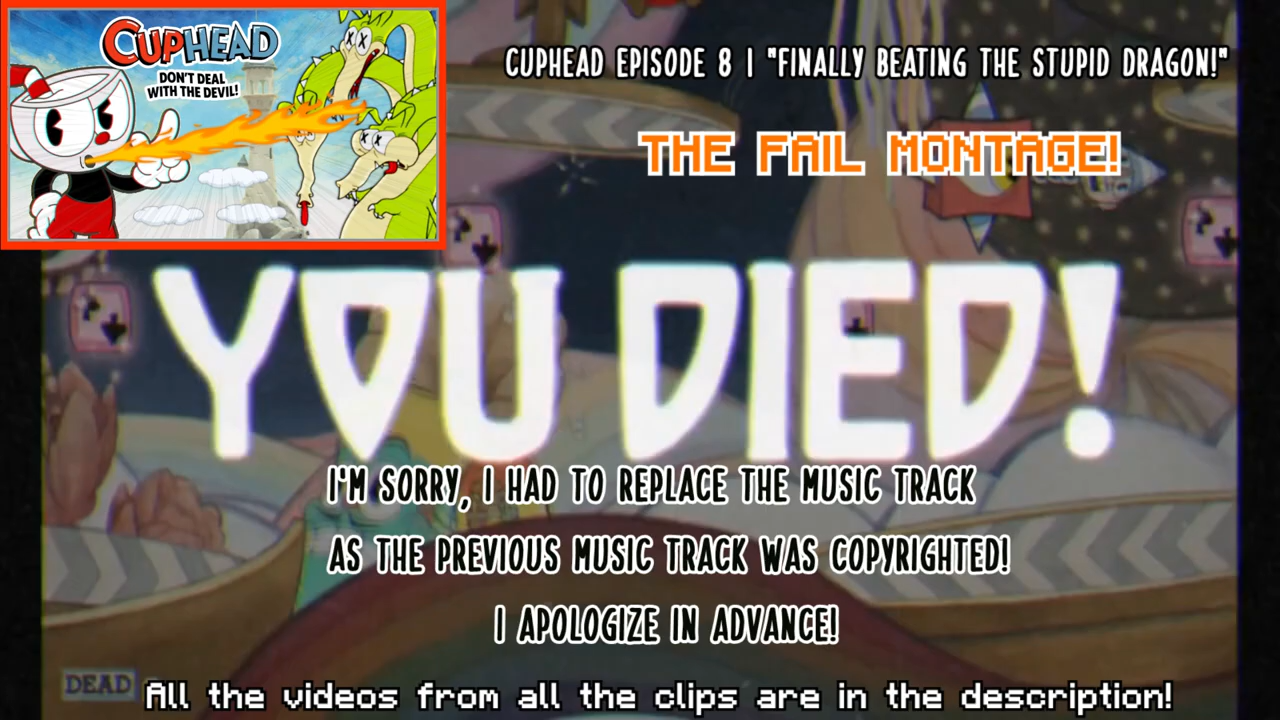 CUPHEAD
DON'T DEAL
WITH THE DEVIL!
CUPHEAD EPISODE 8 | "FINALLY BEATING THE STUPID DRAGON!"
THE FAIL MONTAGE!
YOU DIED!
I'M SORRY, I HAD TO REPLACE THE MUSIC TRACK
AS THE PREVIOUS MUSIC TRACK WAS COPYRIGHTED!
I APOLOGIZE IN ADVANCE!
DEAD
All the videos from all the clips are in the description!